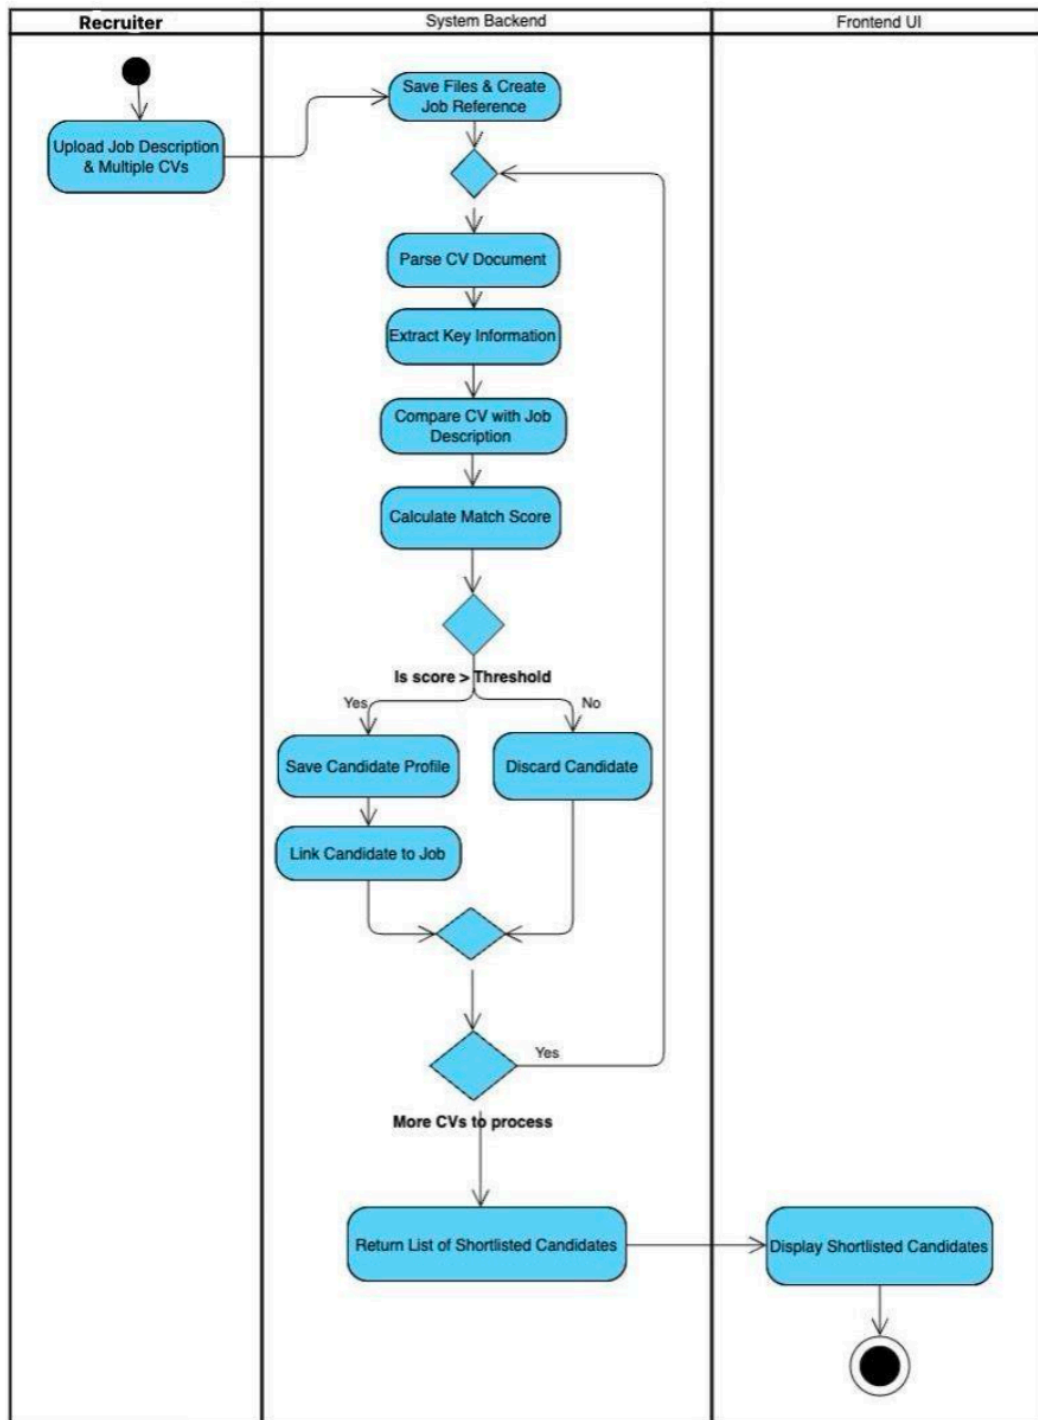 Recruiter
System Backend
Frontend UI
Save Files & Create
Job Reference
Upload Job Description
& Multiple CVs
Parse CV Document
Extract Key Information
Compare CV with Job
Description
Calculate Match Score
Is score > Threshold
Yes
No
Save Candidate Profile
Discard Candidate
Link Candidate to Job
Yes
More CVs to process
Return List of Shortlisted Candidates
Display Shortlisted Candidates